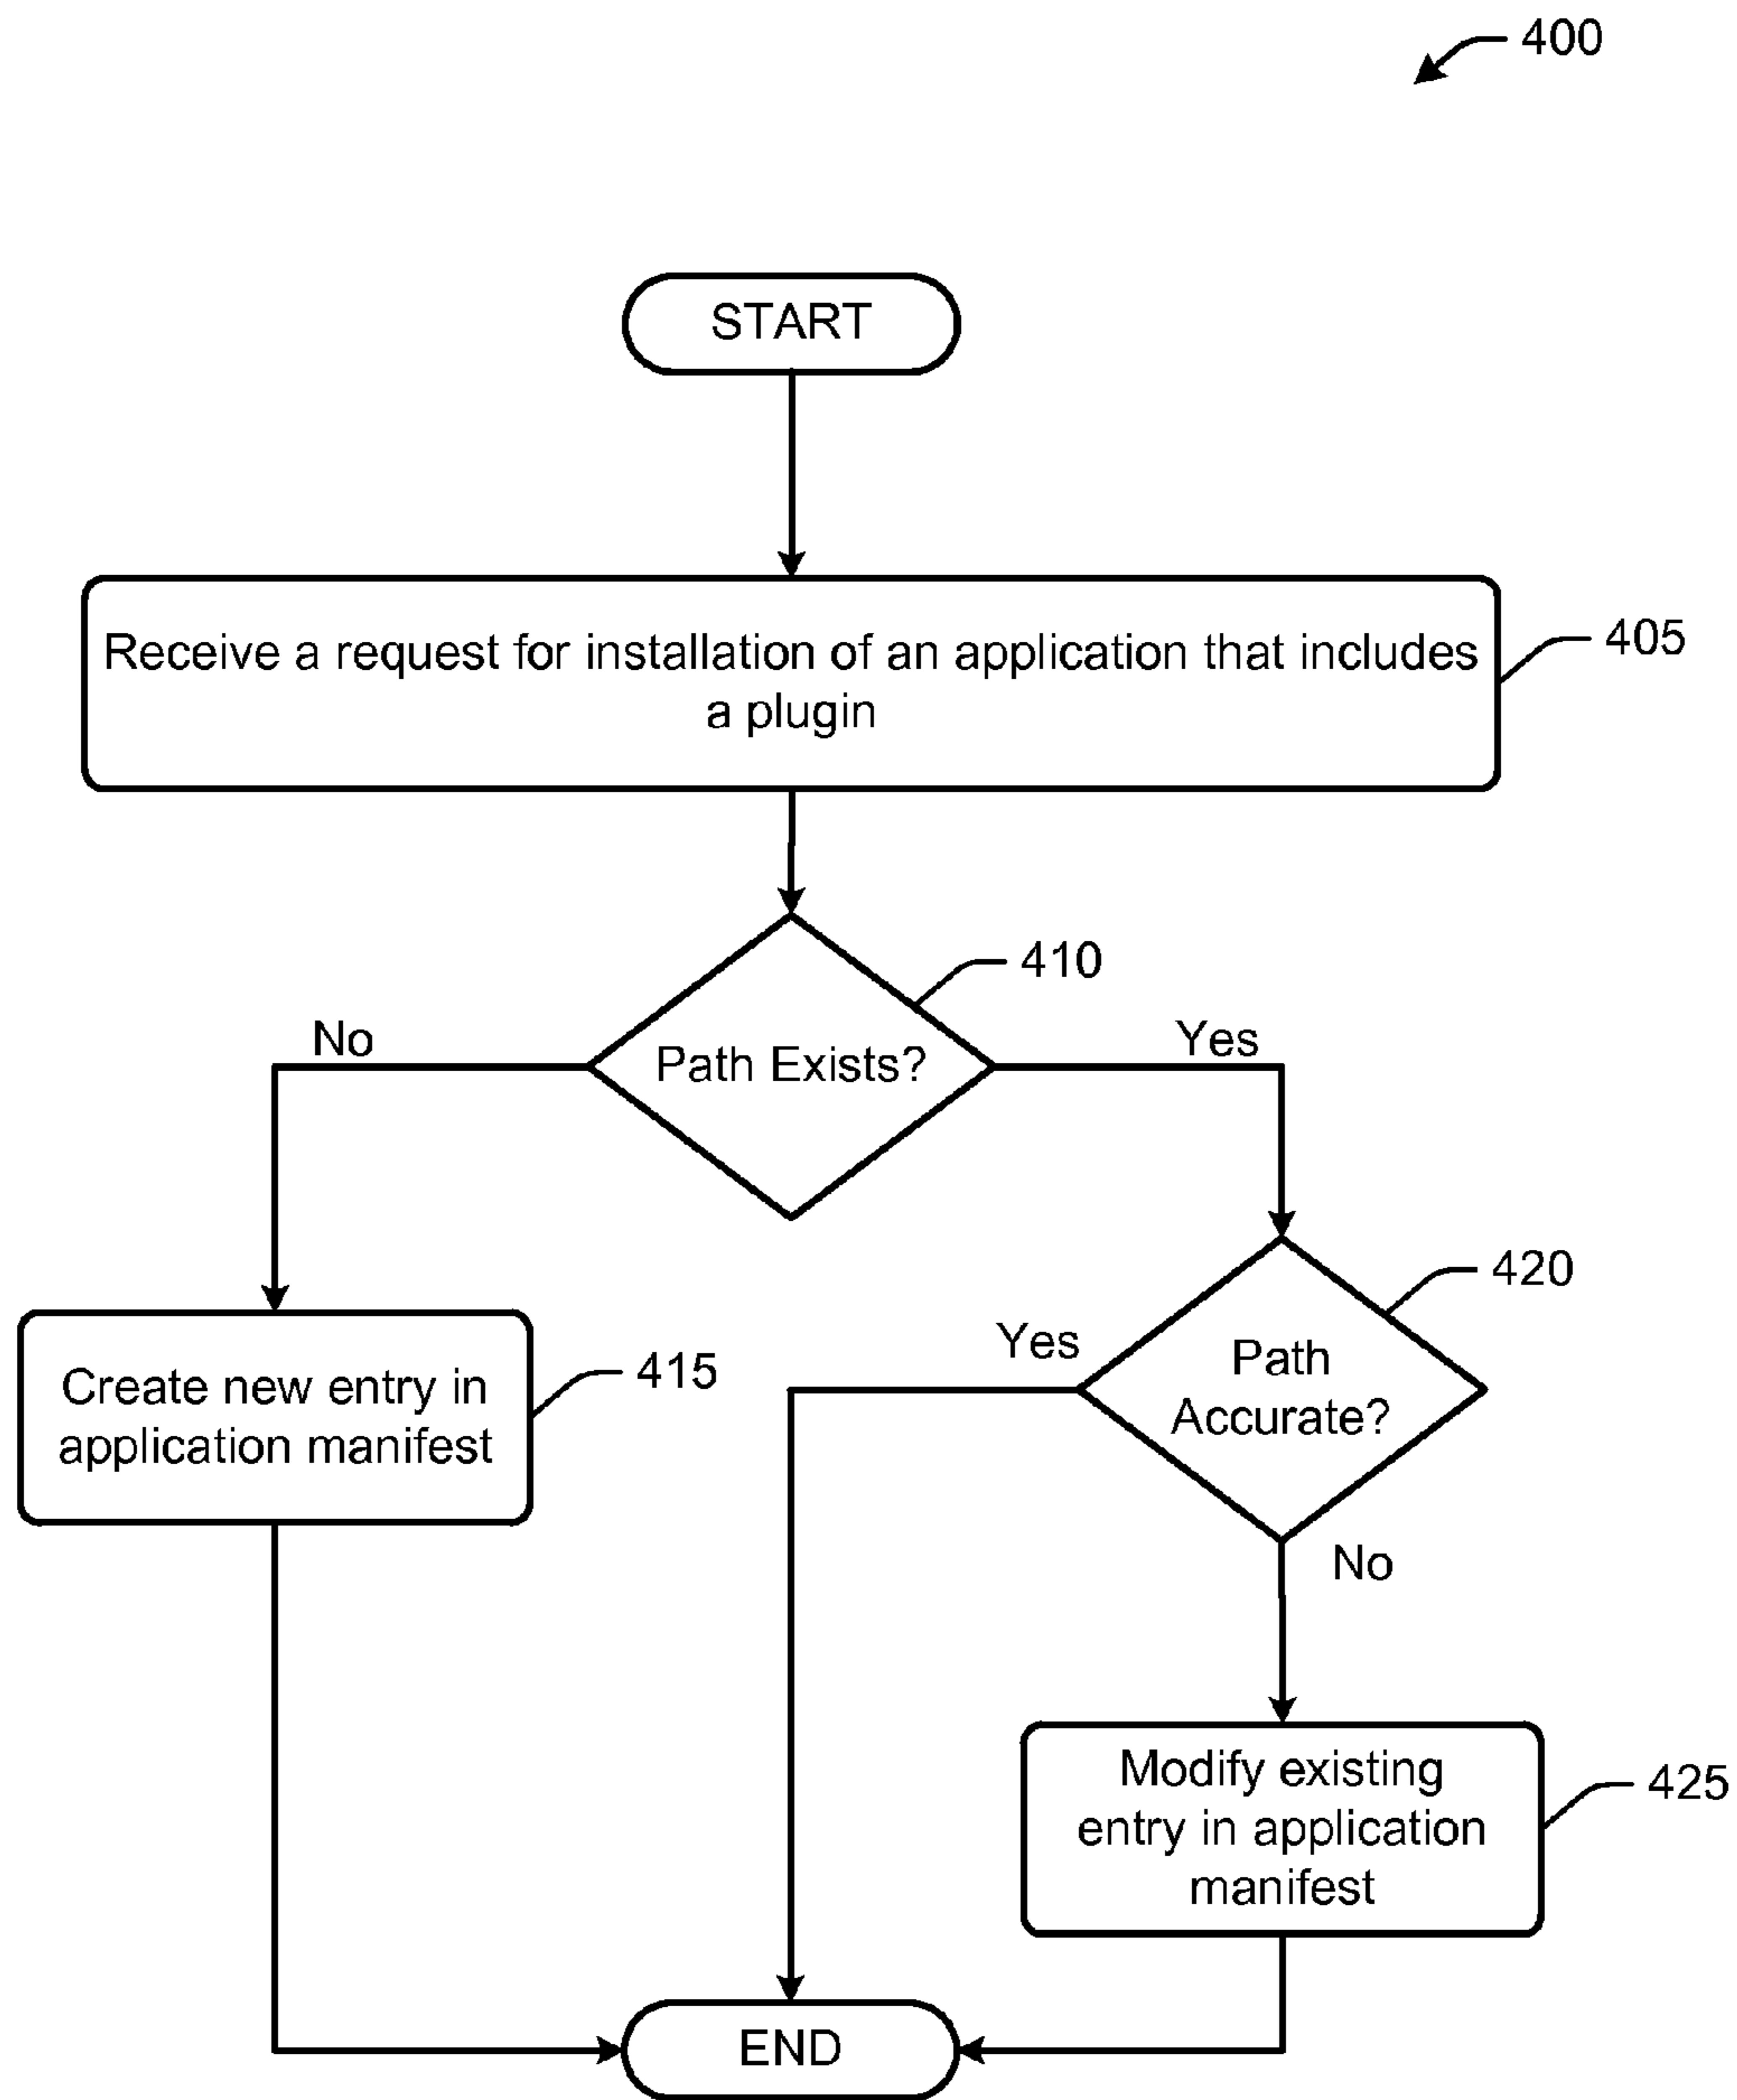 400
START
Receive a request for installation of an application that includes
a plugin
405
410
No
Yes
Path Exists?
420
Yes
Path
Accurate?
Create new entry in
application manifest
415
No
Modify existing
entry in application
manifest
425
END